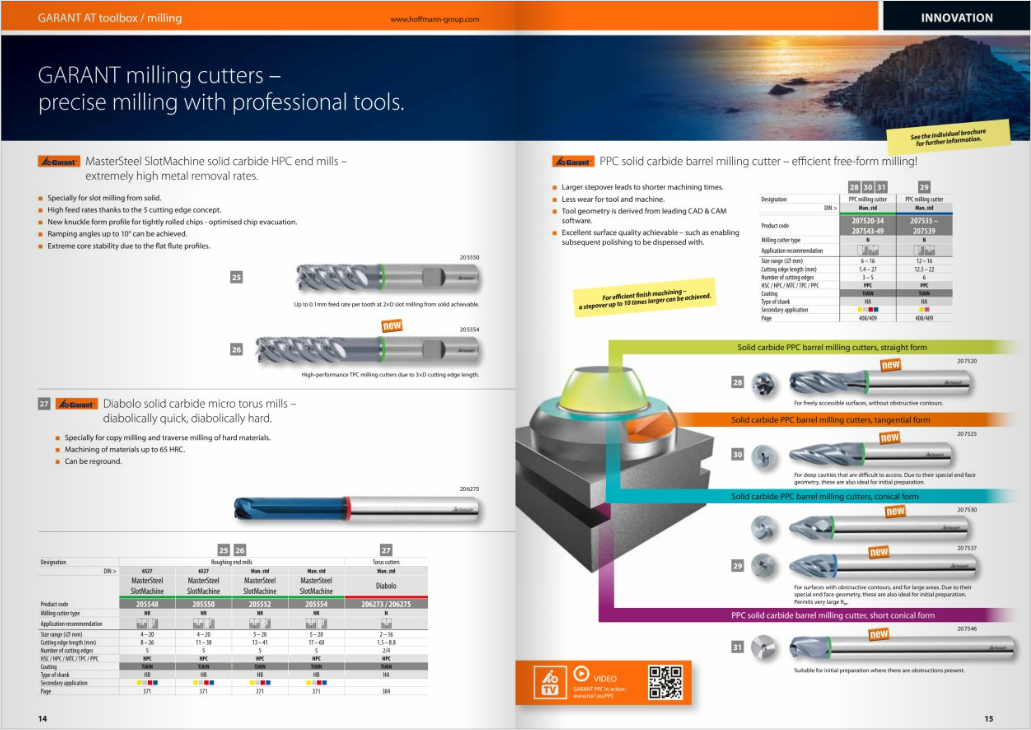 GARANT AT toolbox / milling
www.hoffmann-group.com
INNOVATION
GARANT milling cutters –
precise milling with professional tools.
See the individual brochure
for further information.
Garant
MasterSteel SlotMachine solid carbide HPC end mills –
extremely high metal removal rates.
Specially for slot milling from solid.
High feed rates thanks to the 5 cutting edge concept.
New knuckle form profile for tightly rolled chips - optimised chip evacuation.
Ramping angles up to 10° can be achieved.
Extreme core stability due to the flat flute profiles.
205550
25
Up to 0.1mm feed rate per tooth at 2×D slot milling from solid achievable.
new
205554
26
High-performance TPC milling cutters due to 3×D cutting edge length.
27
Garant
Diabolo solid carbide micro torus mills –
diabolically quick, diabolically hard.
Specially for copy milling and traverse milling of hard materials.
Machining of materials up to 65 HRC.
Can be reground.
206275
25 26 27
Designation Roughing end mills Torus cutters
DIN > 6527 6527 Man. std Man. std Man. std
MasterSteel MasterSteel MasterSteel MasterSteel
SlotMachine SlotMachine SlotMachine SlotMachine
Diabolo
Product code 205548 205550 205552 205554 206273 / 206275
Milling cutter type NR NR NR NR H
Application recommendation
Size range (∅ mm) 4 – 20 4 – 20 5 – 20 5 – 20 2 – 16
Cutting edge length (mm) 8 – 26 11 – 38 13 – 41 17 – 60 1,5 – 8.8
Number of cutting edges 5 5 5 5 2/4
HSC / HPC / MTC / TPC / PPC HPC HPC HPC HPC HPC
Coating TiAlN TiAlN TiAlN TiAlN TiAlN
Type of shank HB HB HB HB HA
Secondary application
Page 371 371 371 371 384
14
Garant
PPC solid carbide barrel milling cutter – efficient free-form milling!
Larger stepover leads to shorter machining times.
Less wear for tool and machine.
Tool geometry is derived from leading CAD & CAM
software.
Excellent surface quality achievable – such as enabling
subsequent polishing to be dispensed with.
For efficient finish machining –
a stepover up to 10 times larger can be achieved.
28 30 31 29
Designation PPC milling cutter PPC milling cutter
DIN > Man. std Man. std
Product code 207520-34 207535 –
207543-49 207539
Milling cutter type N N
Application recommendation
Size range (∅ mm) 6 – 16 12 – 16
Cutting edge length (mm) 1,4 – 27 12,5 – 22
Number of cutting edges 3 – 5 6
HSC / HPC / MTC / TPC / PPC PPC PPC
Coating TiAlN TiAlN
Type of shank HA HA
Secondary application
Page 408/409 408/409
Solid carbide PPC barrel milling cutters, straight form
new
207520
28
For freely accessible surfaces, without obstructive contours.
Solid carbide PPC barrel milling cutters, tangential form
new
207525
30
For deep cavities that are difficult to access. Due to their special end face
geometry, these are also ideal for initial preparation.
Solid carbide PPC barrel milling cutters, conical form
new
207530
new
207537
29
For surfaces with obstructive contours, and for large areas. Due to their
special end face geometry, these are also ideal for initial preparation.
Permits very large
PPC solid carbide barrel milling cutter, short conical form
new
207546
31
Suitable for initial preparation where there are obstructions present.
TV
VIDEO
GARANT PPC in action:
www.ho7.eu/PPC
15